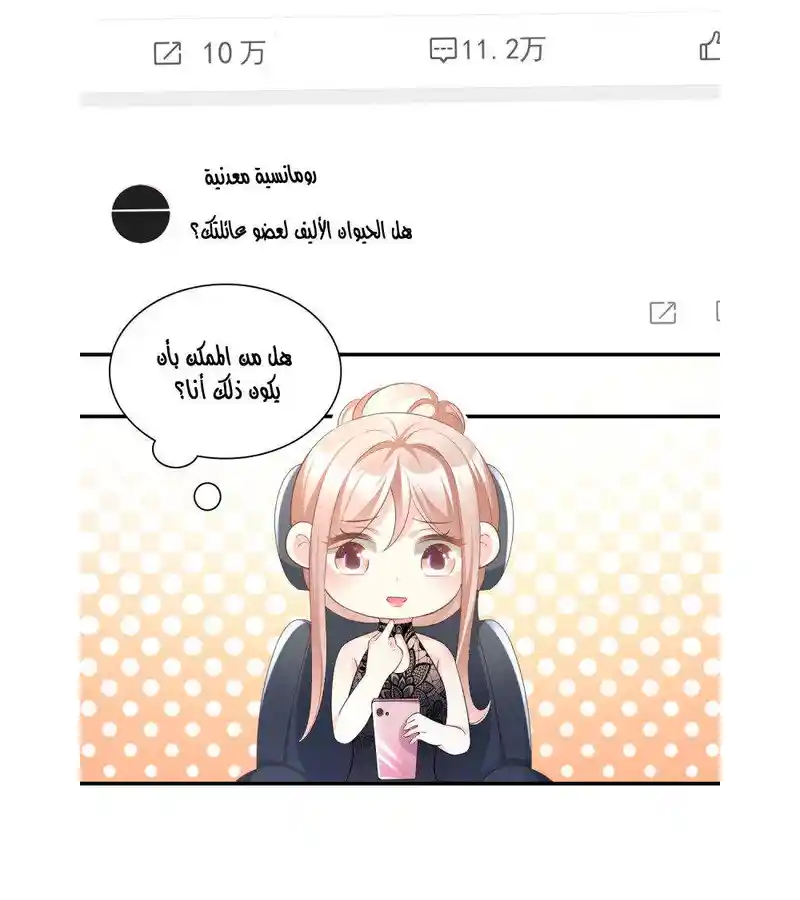 10万
11.2万
رومانسية معدنية
هل الحيوان الأليف لعضو عائلتك؟
هل من الممكن بأن
يكون ذلك أنا؟